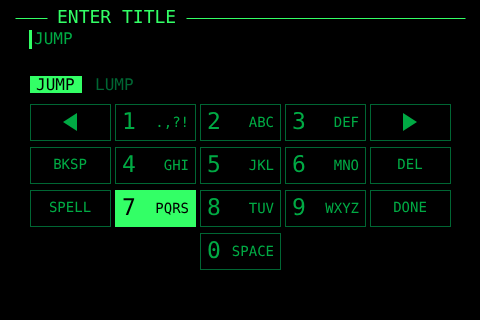 ENTER TITLE
JUMP
JUMP LUMP
1 .,?! 2 ABC 3 DEF
BKSP 4 GHI 5 JKL 6 MNO DEL
SPELL 7 PQRS 8 TUV 9 WXYZ DONE
0 SPACE